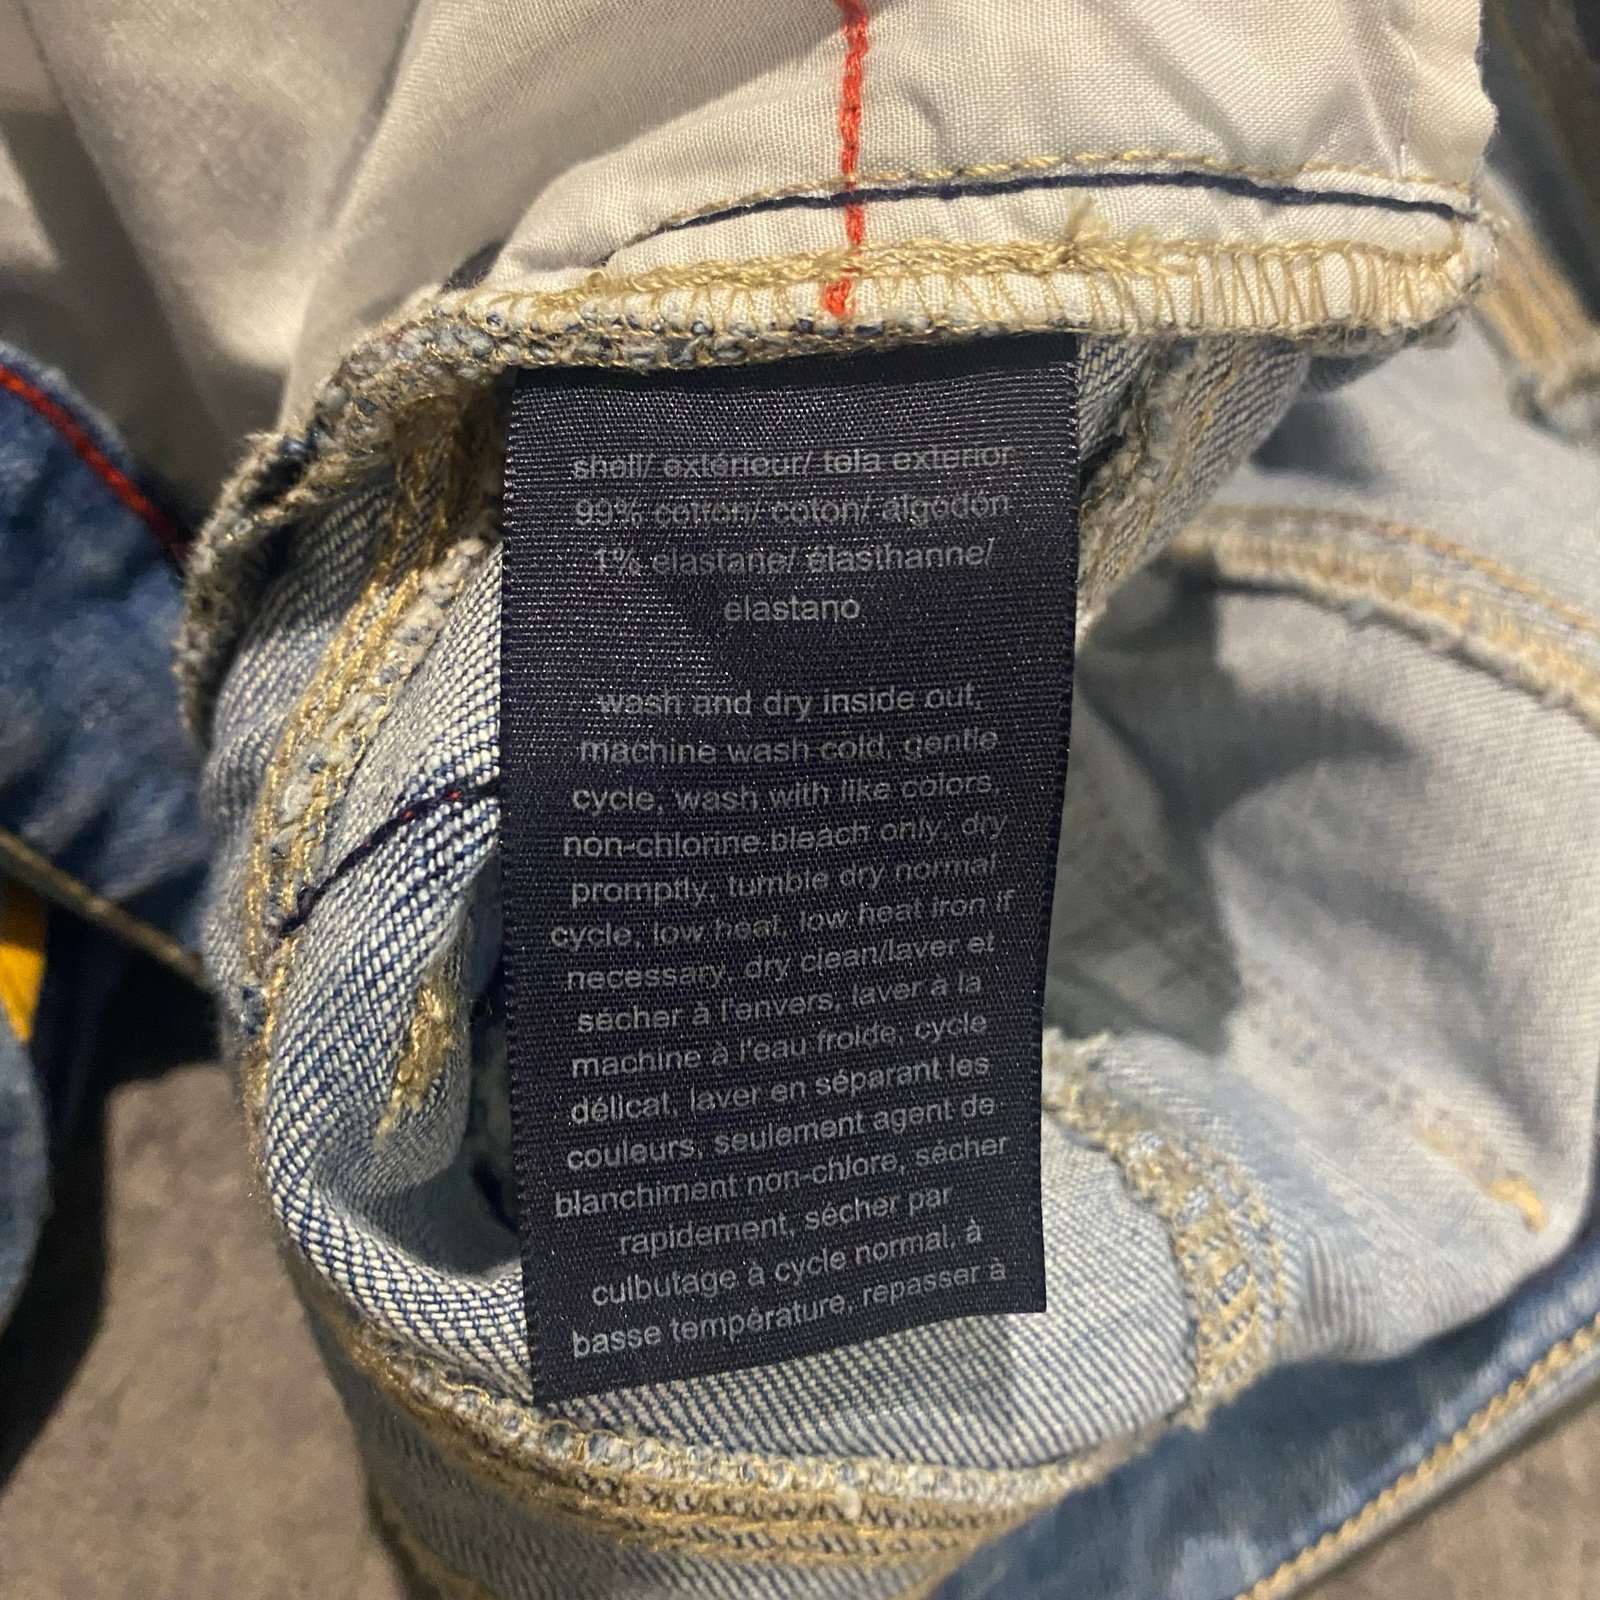 shell/ extérieur/ tela exterior
99% cotton/ coton/ algodón
1% elastane/ élasthanne/
elastano
wash and dry inside out,
machine wash cold, gentle
cycle, wash with like colors,
non-chlorine bleach only, dry
promptly, tumble dry normal
cycle, low heat, low heat iron if
necessary, dry clean/laver et
sécher à l'envers, laver à la
machine à l'eau froide, cycle
délicat, laver en séparant les
couleurs, seulement agent de
blanchiment non-chlore, sécher
rapidement, sécher par
culbutage à cycle normal, à
basse température, repasser à